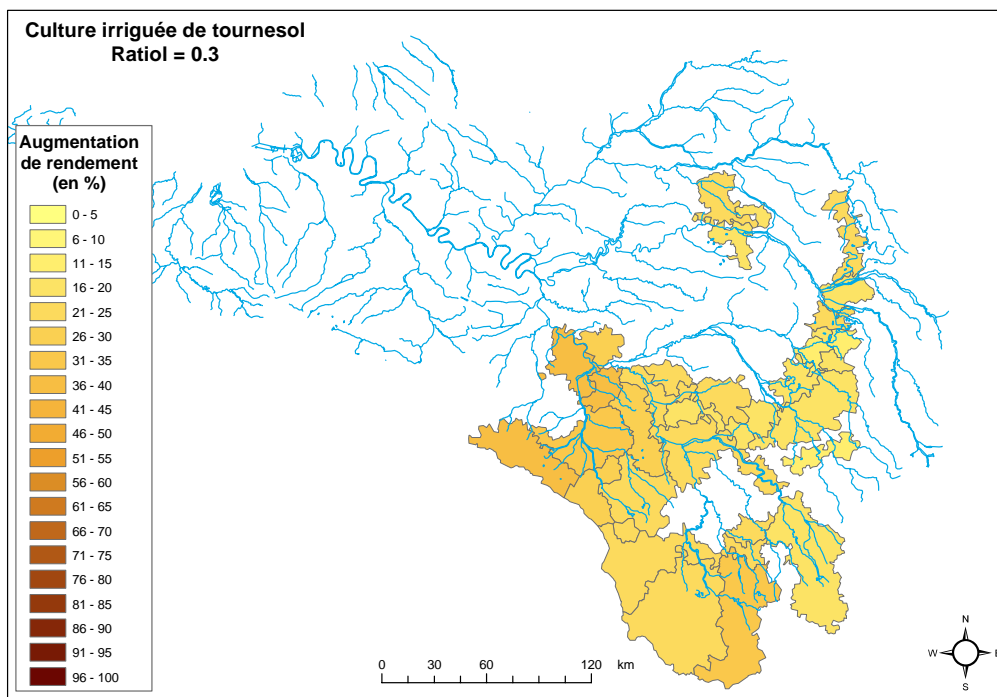 Culture irriguée de tournesol
Ratiol = 0.3
Augmentation
de rendement
(en %)
0 - 5
6 - 10
11 - 15
16 - 20
21 - 25
26 - 30
31 - 35
36 - 40
41 - 45
46 - 50
51 - 55
56 - 60
61 - 65
66 - 70
71 - 75
76 - 80
81 - 85
86 - 90
91 - 95
96 - 100
0 30 60 120 km
N
W E
S